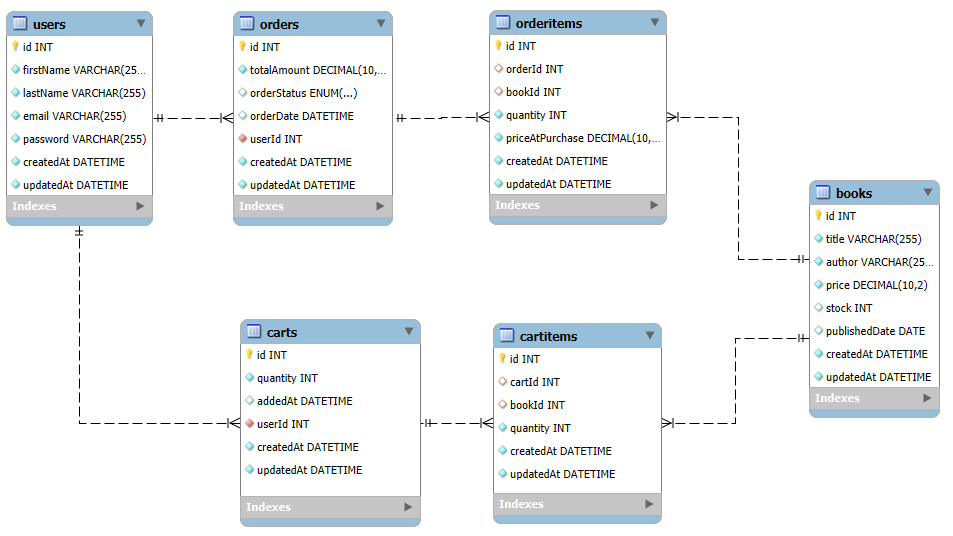 users
id INT
firstName VARCHAR(25...
lastName VARCHAR(255)
email VARCHAR(255)
password VARCHAR(255)
createdAt DATETIME
updatedAt DATETIME
Indexes
orders
id INT
totalAmount DECIMAL(10,...
orderStatus ENUM(...)
orderDate DATETIME
userId INT
createdAt DATETIME
updatedAt DATETIME
Indexes
orderitems
id INT
orderId INT
bookId INT
quantity INT
priceAtPurchase DECIMAL(10,...
createdAt DATETIME
updatedAt DATETIME
Indexes
books
id INT
title VARCHAR(255)
author VARCHAR(25...
price DECIMAL(10,2)
stock INT
publishedDate DATE
createdAt DATETIME
updatedAt DATETIME
Indexes
carts
id INT
quantity INT
addedAt DATETIME
userId INT
createdAt DATETIME
updatedAt DATETIME
Indexes
cartitems
id INT
cartId INT
bookId INT
quantity INT
createdAt DATETIME
updatedAt DATETIME
Indexes